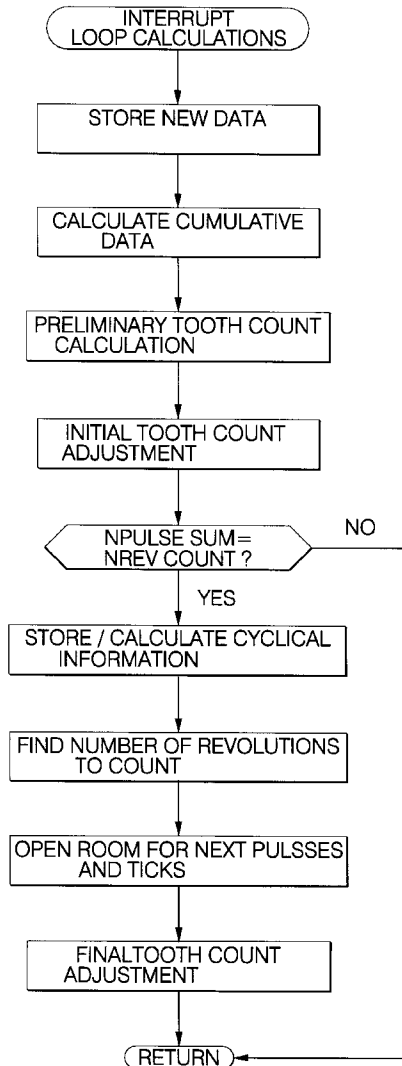 INTERRUPT
LOOP CALCULATIONS
STORE NEW DATA
CALCULATE CUMULATIVE
DATA
PRELIMINARY TOOTH COUNT
CALCULATION
INITIAL TOOTH COUNT
ADJUSTMENT
NPULSE SUM=
NREV COUNT ?
NO
YES
STORE / CALCULATE CYCLICAL
INFORMATION
FIND NUMBER OF REVOLUTIONS
TO COUNT
OPEN ROOM FOR NEXT PULSSES
AND TICKS
FINALTOOTH COUNT
ADJUSTMENT
RETURN